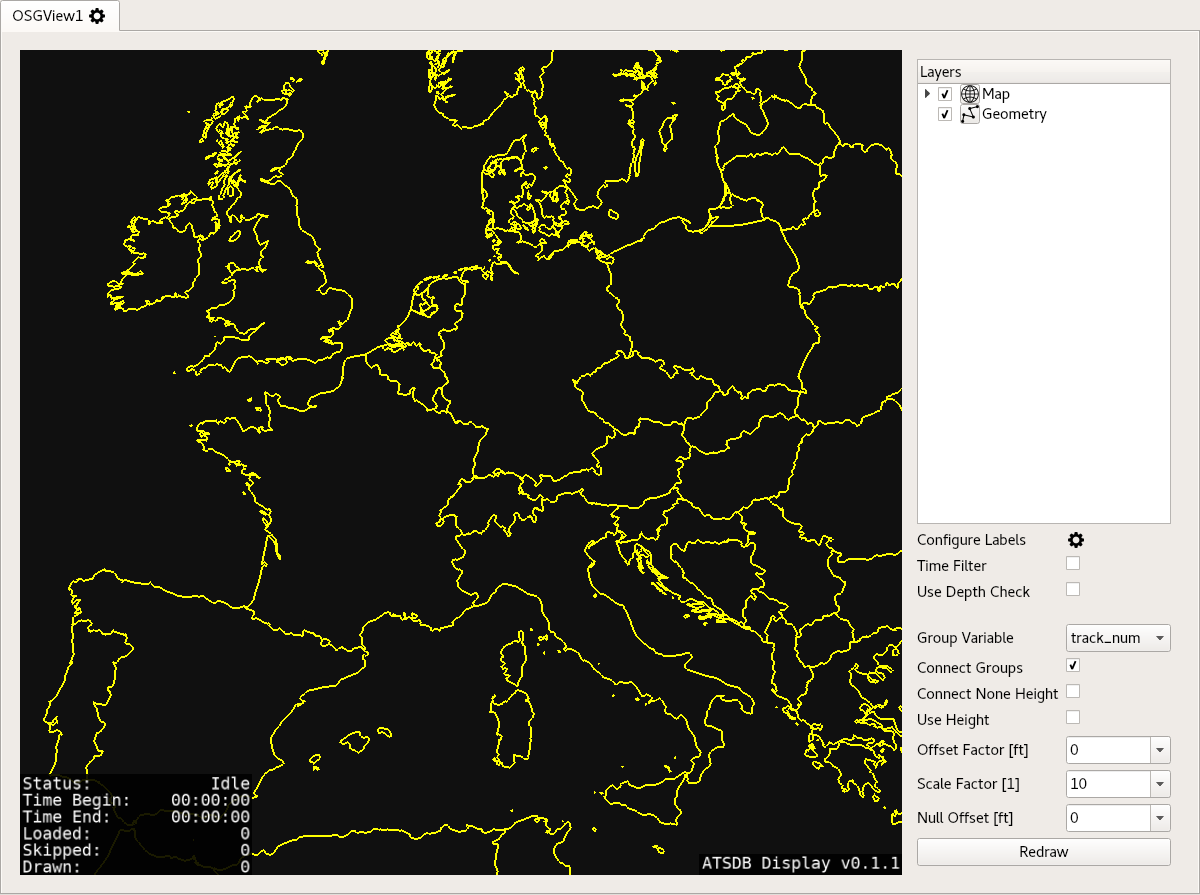 OSGView1
Layers
Map
Geometry
Configure Labels
Time Filter
Use Depth Check
Group Variable track_num
Connect Groups
Connect None Height
Use Height
Offset Factor [ft] 0
Scale Factor [1] 10
Null Offset [ft] 0
Redraw
Status: Idle
Time Begin: 00:00:00
Time End: 00:00:00
Loaded: 0
Skipped: 0
Drawn: 0
ATSDB Display v0.1.1